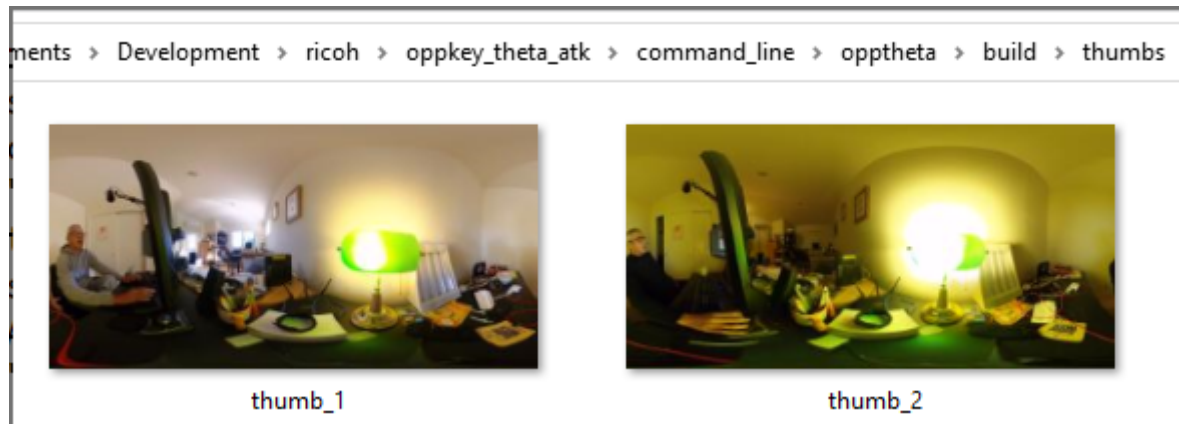 ments > Development > ricoh > oppkey_theta_atk > command_line > opptheta > build > thumbs
thumb_1
thumb_2